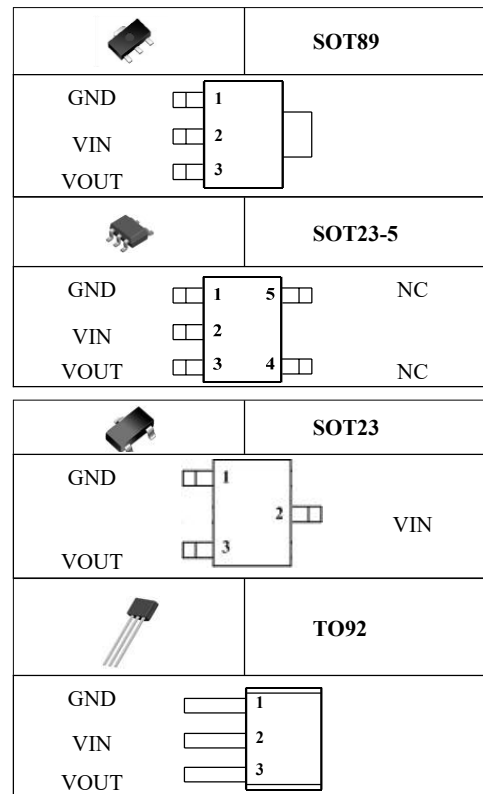 SOT89
GND 1
VIN 2
VOUT 3
SOT23-5
GND 1 5 NC
VIN 2
VOUT 3 4 NC
SOT23
GND 1
2 VIN
VOUT 3
TO92
GND 1
VIN 2
VOUT 3